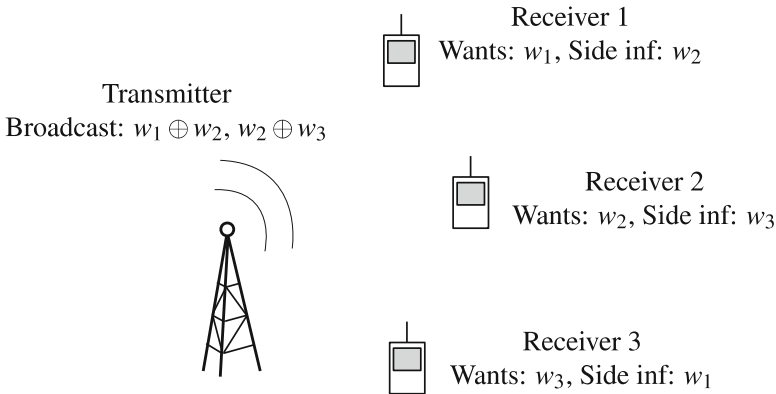 Receiver 1
Wants: w₁, Side inf: w₂
Transmitter
Broadcast: w₁ ⊕ w₂, w₂ ⊕ w₃
Receiver 2
Wants: w₂, Side inf: w₃
Receiver 3
Wants: w₃, Side inf: w₁